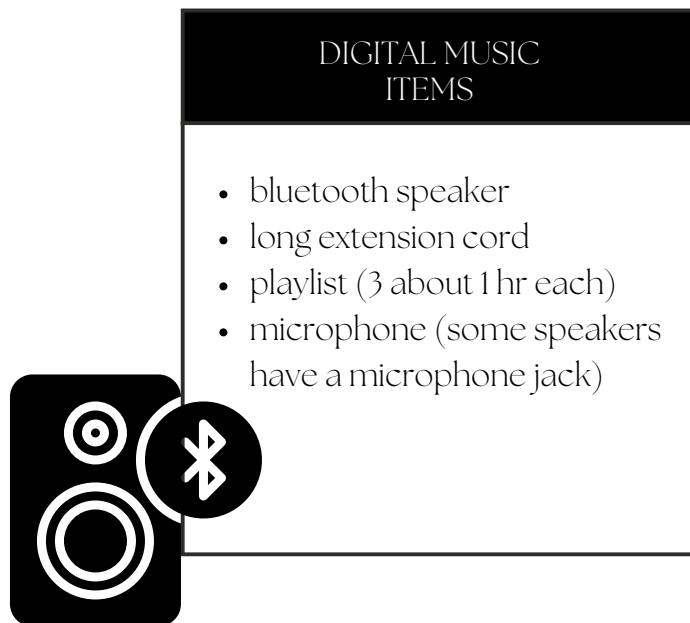 DIGITAL MUSIC
ITEMS
• bluetooth speaker
• long extension cord
• playlist (3 about 1 hr each)
• microphone (some speakers
have a microphone jack)